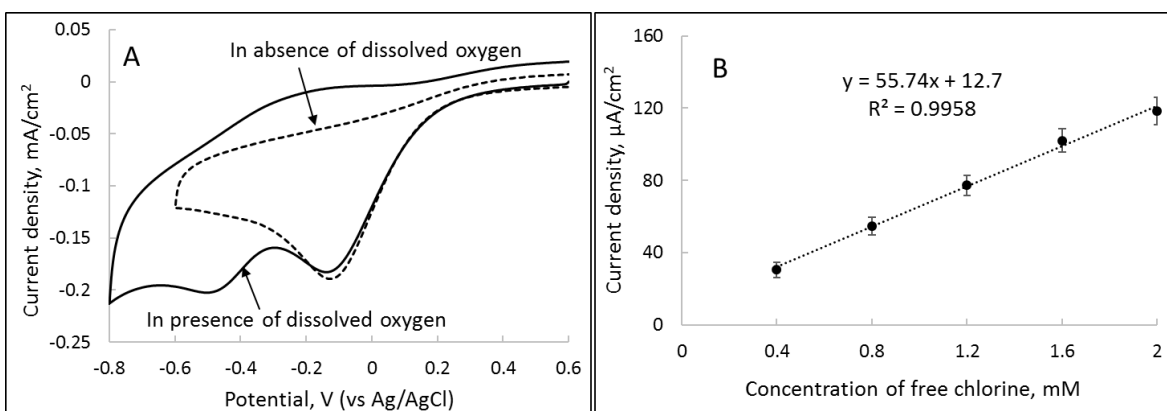 A
In absence of dissolved oxygen
In presence of dissolved oxygen
Current density, mA/cm²
0.05
0
-0.05
-0.1
-0.15
-0.2
-0.25
-0.8 -0.6 -0.4 -0.2 0 0.2 0.4 0.6
Potential, V (vs Ag/AgCl)
B
y = 55.74x + 12.7
R² = 0.9958
Current density, µA/cm²
160
120
80
40
0
0 0.4 0.8 1.2 1.6 2
Concentration of free chlorine, mM